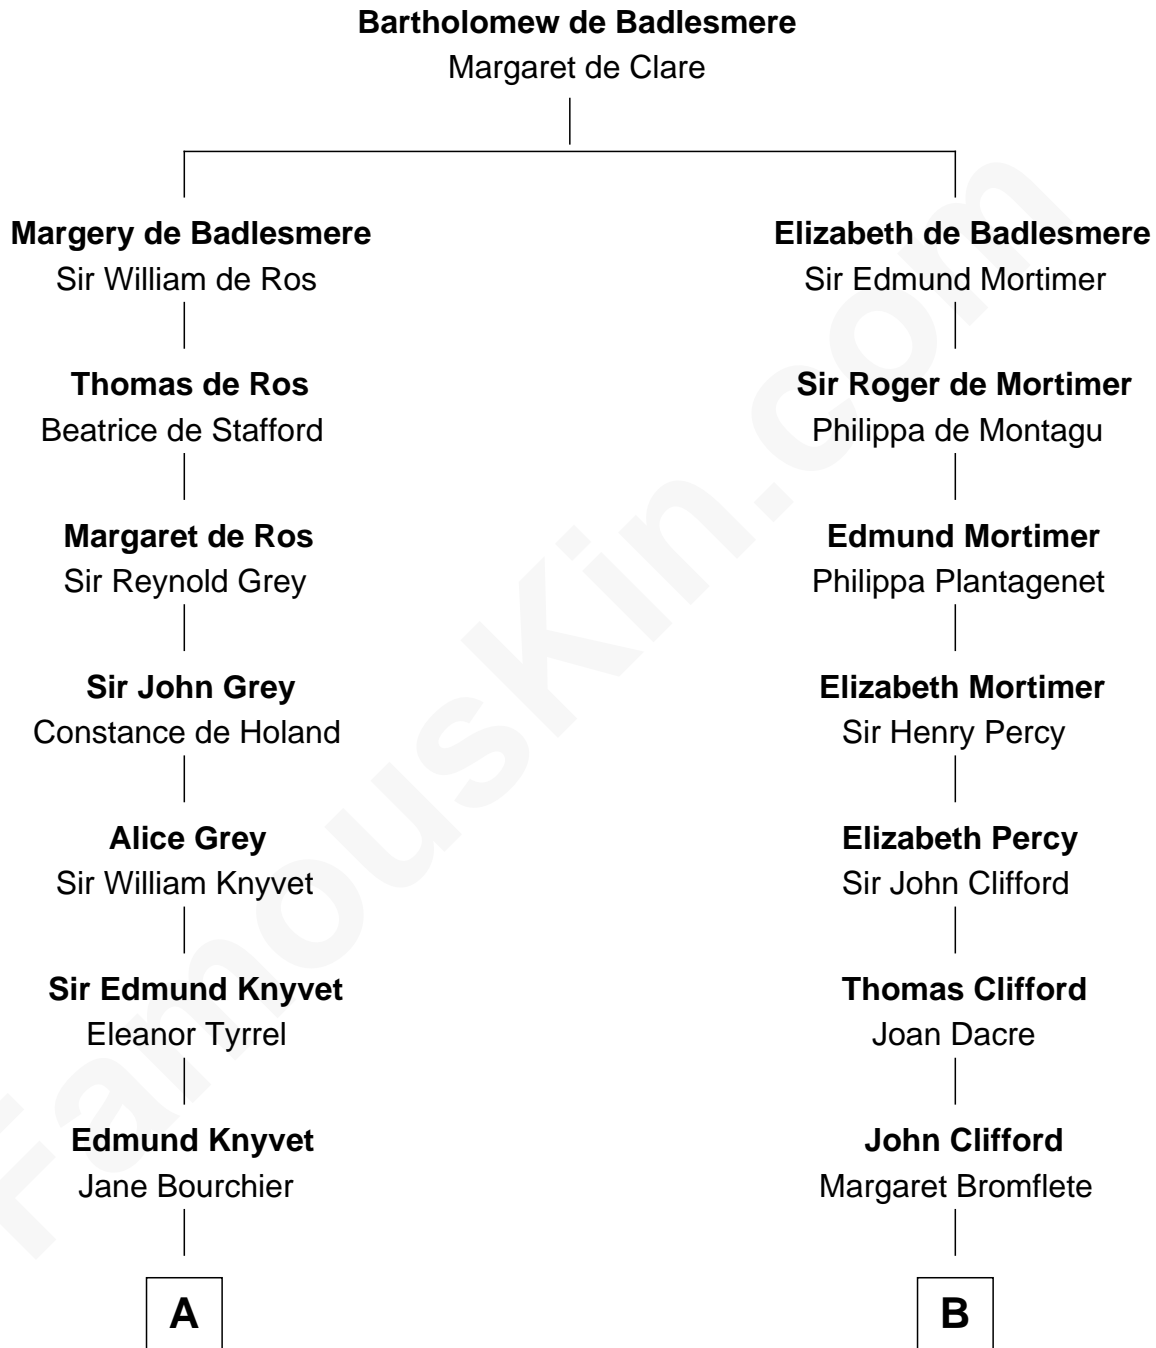 Bartholomew de Badlesmere
Margaret de Clare
Margery de Badlesmere
Sir William de Ros
Elizabeth de Badlesmere
Sir Edmund Mortimer
Thomas de Ros
Beatrice de Stafford
Sir Roger de Mortimer
Philippa de Montagu
Margaret de Ros
Sir Reynold Grey
Edmund Mortimer
Philippa Plantagenet
Sir John Grey
Constance de Holand
Elizabeth Mortimer
Sir Henry Percy
Alice Grey
Sir William Knyvet
Elizabeth Percy
Sir John Clifford
Sir Edmund Knyvet
Eleanor Tyrrel
Thomas Clifford
Joan Dacre
Edmund Knyvet
Jane Bourchier
John Clifford
Margaret Bromflete
A
B
FamousKin.com